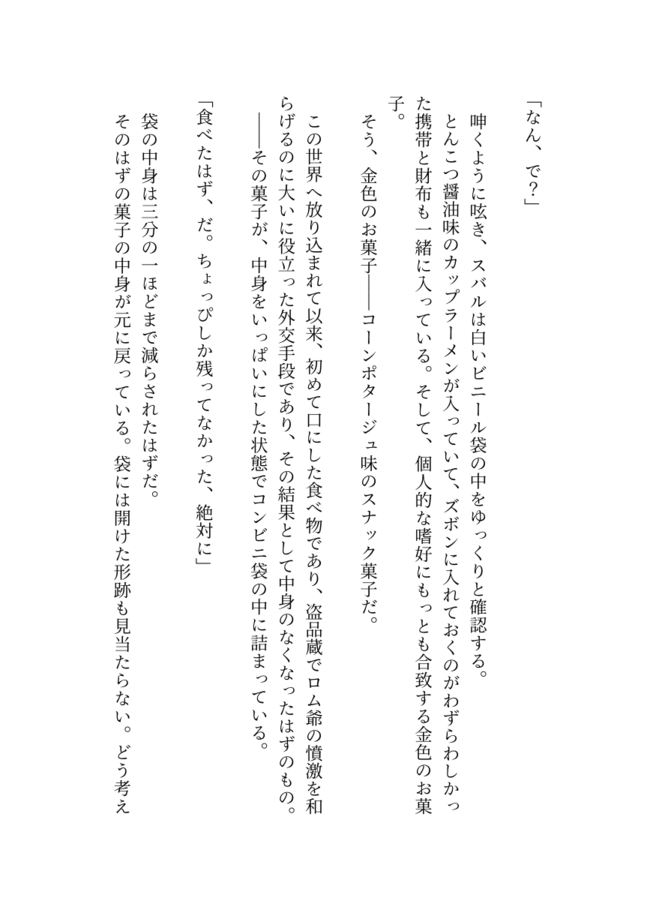 「なん、で？」
呻くように呟き、スバルは白いビニール袋の中をゆっくりと確認する。
とんこつ醤油味のカップラーメンが入っていて、ズボンに入れておくのがわずらわしかっ
た携帯と財布も一緒に入っている。そして、個人的な嗜好にもっとも合致する金色のお菓
子。
そう、金色のお菓子――コーンポタージュ味のスナック菓子だ。
この世界へ放り込まれて以来、初めて口にした食べ物であり、盗品蔵でロム爺の憤激を和
らげるのに大いに役立った外交手段であり、その結果として中身のなくなったはずのもの。
――その菓子が、中身をいっぱいにした状態でコンビニ袋の中に詰まっている。
「食べたはず、だ。ちょっぴしか残ってなかった、絶対に」
袋の中身は三分の一ほどまで減らされたはずだ。
そのはずの菓子の中身が元に戻っている。袋には開けた形跡も見当たらない。どう考え